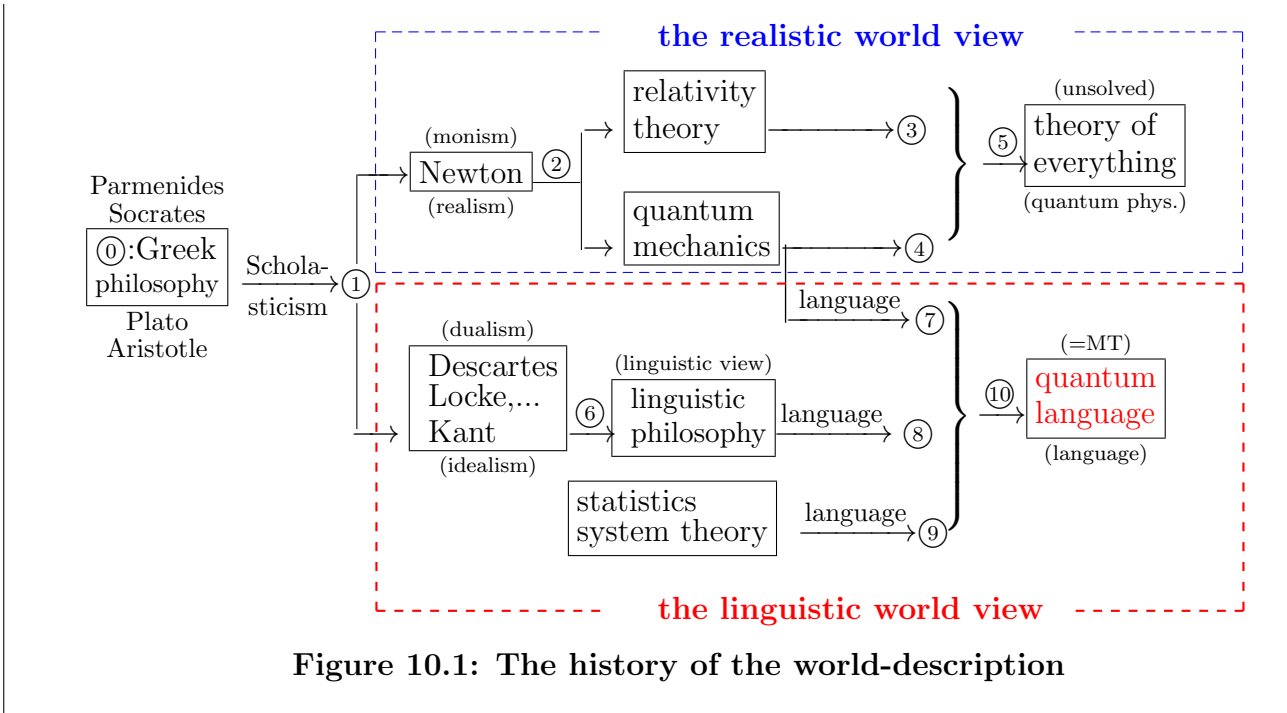 the realistic world view
Parmenides
Socrates
⓪:Greek
philosophy
Plato
Aristotle
Schola-
sticism
①
(monism)
Newton
(realism)
②
relativity
theory
③
quantum
mechanics
④
⑤
(unsolved)
theory of
everything
(quantum phys.)
language
⑦
(dualism)
Descartes
Locke,...
Kant
(idealism)
⑥
(linguistic view)
linguistic
philosophy
language
⑧
statistics
system theory
language
⑨
⑩
(=MT)
quantum
language
(language)
the linguistic world view
Figure 10.1: The history of the world-description